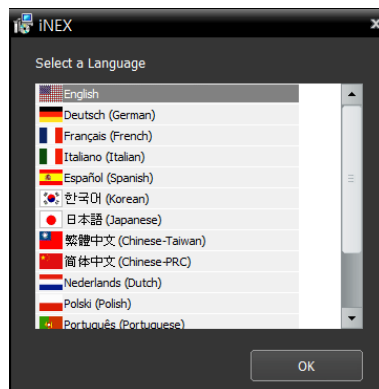 iNEX
Select a Language
English
Deutsch (German)
Français (French)
Italiano (Italian)
Español (Spanish)
한국어 (Korean)
日本語 (Japanese)
繁體中文 (Chinese-Taiwan)
简体中文 (Chinese-PRC)
Nederlands (Dutch)
Polski (Polish)
Português (Portuguese)
OK